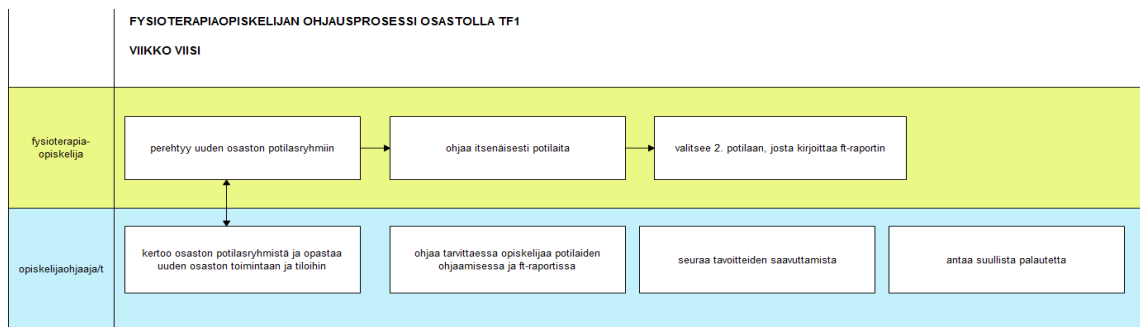 FYSIOTERAPIAOPISKELIJAN OHJAUSPROSESSI OSASTOLLA TF1
VIIKKO VIISI
fysioterapia-
opiskelija
perehtyy uuden osaston potilasryhmiin
ohjaa itsenäisesti potilaita
valitsee 2. potilaan, josta kirjoittaa ft-raportin
opiskelijaohjaaja/t
kertoo osaston potilasryhmistä ja opastaa
uuden osaston toimintaan ja tiloihin
ohjaa tarvittaessa opiskelijaa potilaiden
ohjaamisessa ja ft-raportissa
seuraa tavoitteiden saavuttamista
antaa suullista palautetta